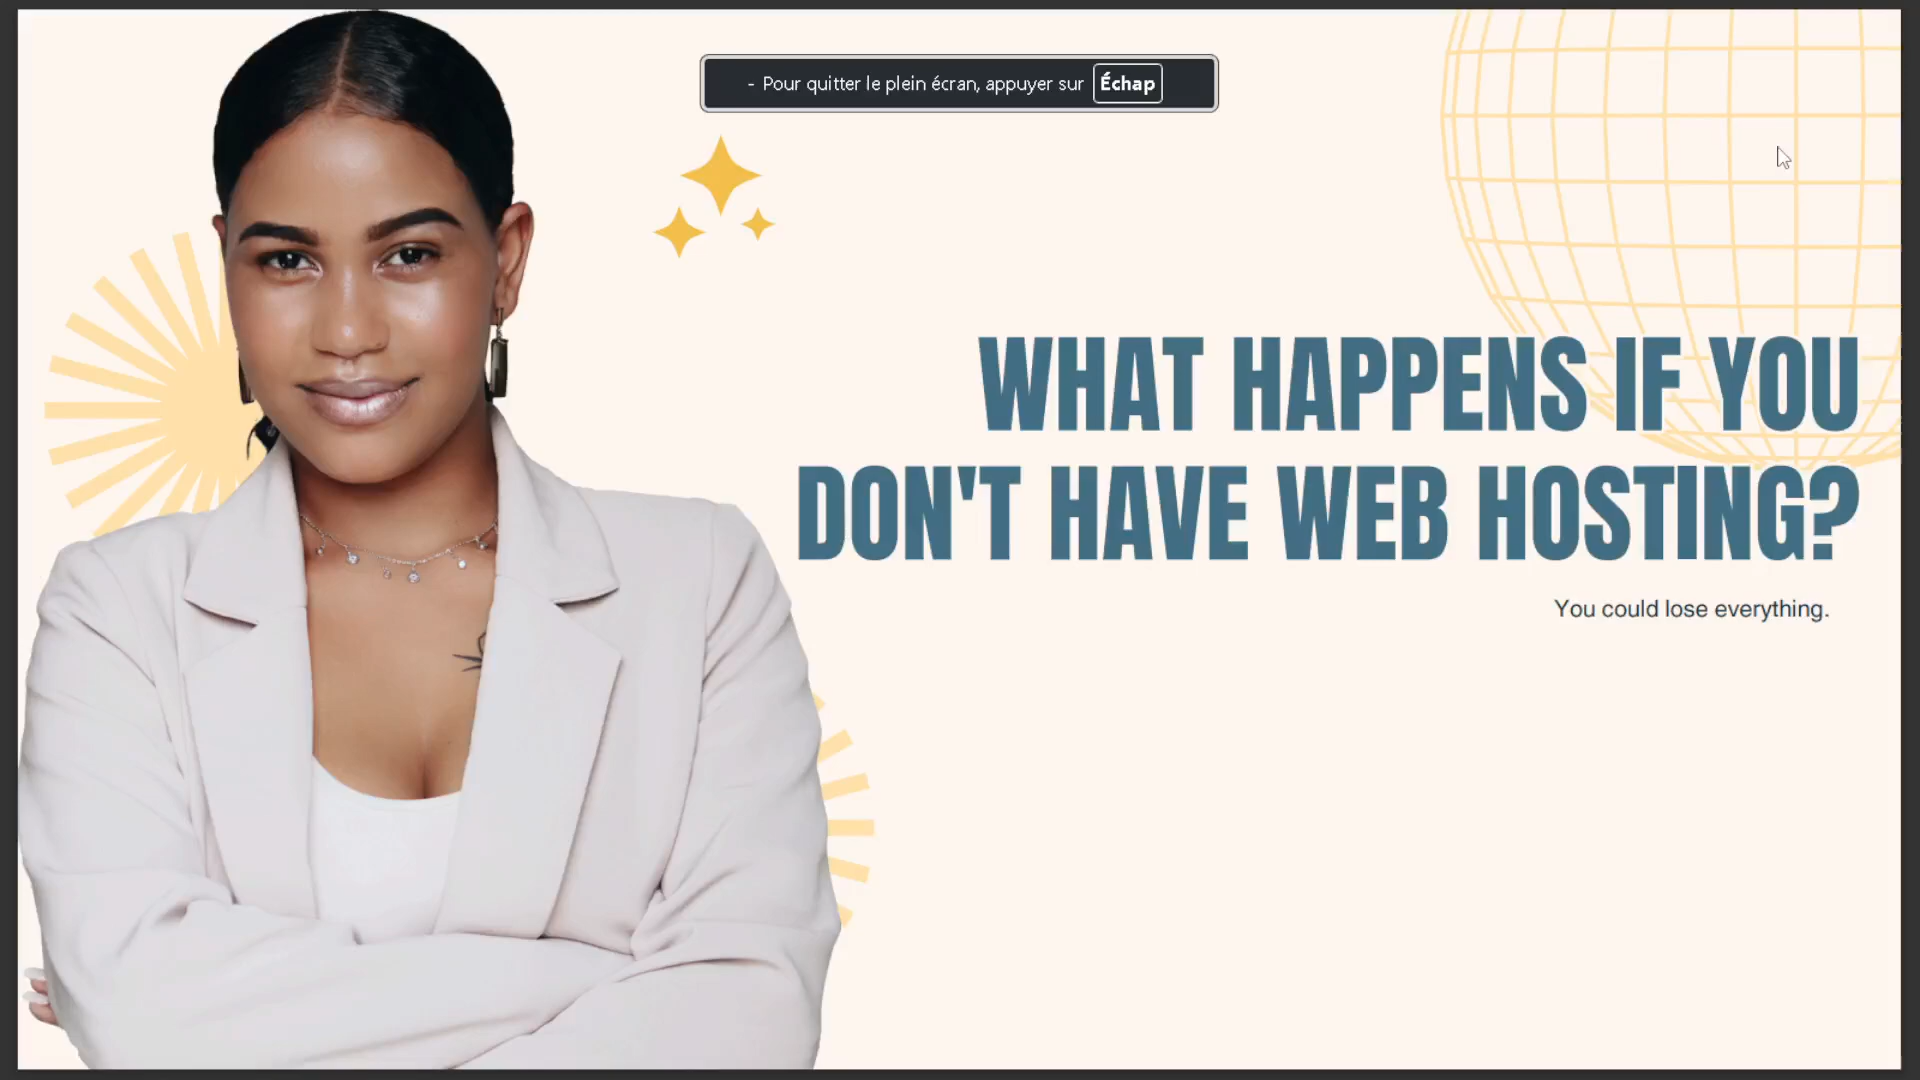 - Pour quitter le plein écran, appuyer sur Échap
WHAT HAPPENS IF YOU
DON'T HAVE WEB HOSTING?
You could lose everything.